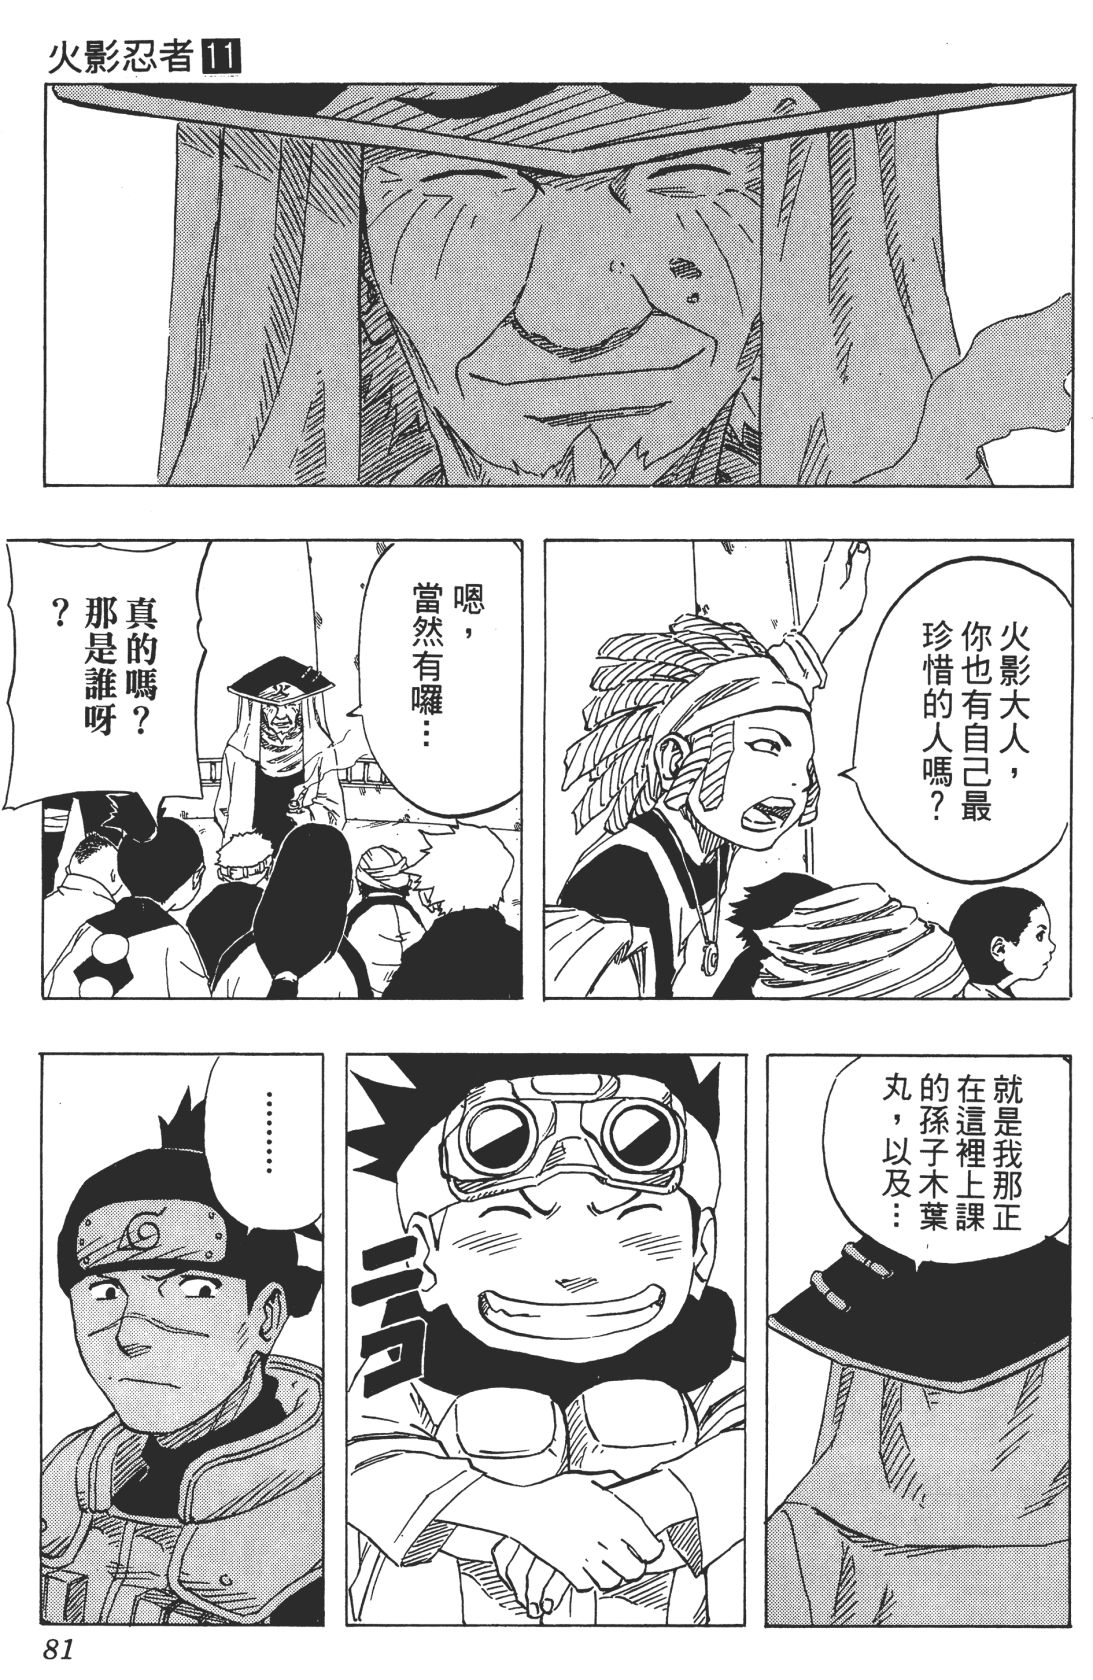 火影忍者11
火影大人，
你也有自己最
珍惜的人嗎？
嗯，
當然有囉…
真的嗎？
那是誰呀
？
就是我那正
在這裡上課
的孫子木葉
丸，以及…
ニコ
………
81